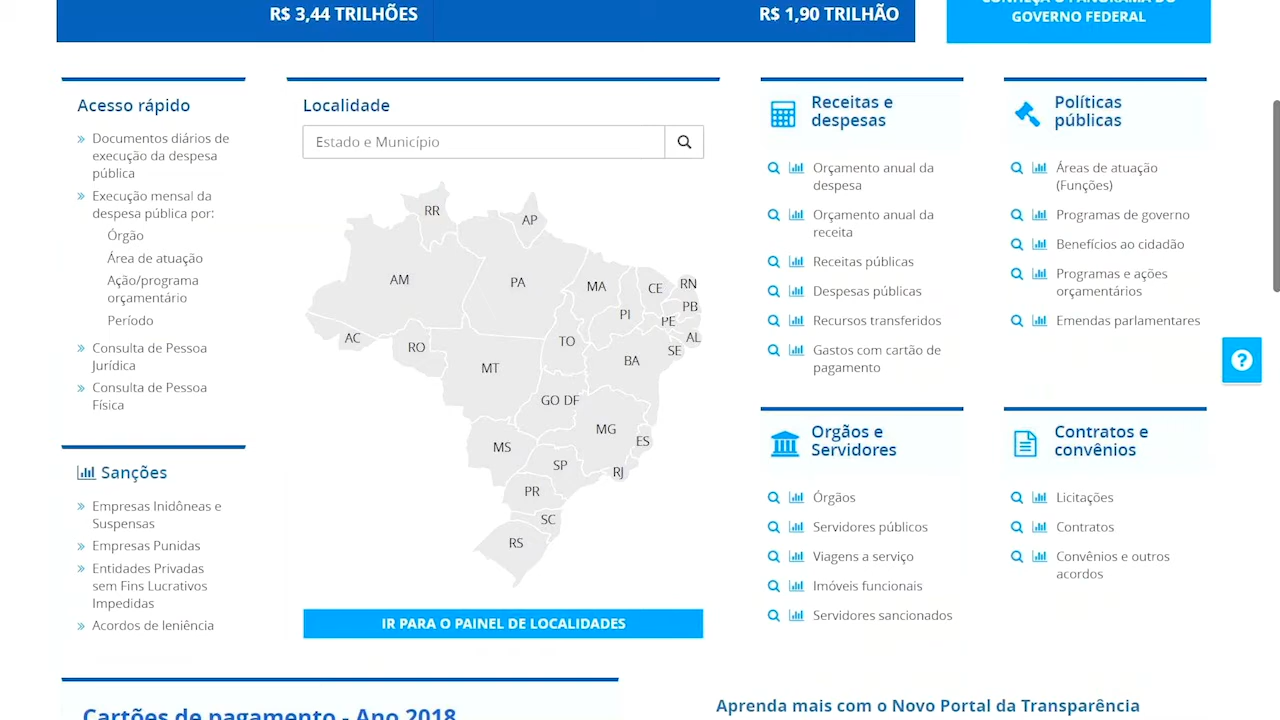 R$ 3,44 TRILHÕES
R$ 1,90 TRILHÃO
CONHEÇA O PANORAMA DO
GOVERNO FEDERAL
Acesso rápido
Documentos diários de
execução da despesa
pública
Execução mensal da
despesa pública por:
Órgão
Área de atuação
Ação/programa
orçamentário
Período
Consulta de Pessoa
Jurídica
Consulta de Pessoa
Física
Sanções
Empresas Inidôneas e
Suspensas
Empresas Punidas
Entidades Privadas
sem Fins Lucrativos
Impedidas
Acordos de leniência
Localidade
Estado e Município
RR
AP
AM
PA
MA
CE
RN
PB
PI
PE
AL
AC
RO
TO
SE
BA
MT
GO DF
MG
ES
MS
SP
RJ
PR
SC
RS
IR PARA O PAINEL DE LOCALIDADES
Receitas e
despesas
Orçamento anual da
despesa
Orçamento anual da
receita
Receitas públicas
Despesas públicas
Recursos transferidos
Gastos com cartão de
pagamento
Políticas
públicas
Áreas de atuação
(Funções)
Programas de governo
Benefícios ao cidadão
Programas e ações
orçamentários
Emendas parlamentares
?
Orgãos e
Servidores
Órgãos
Servidores públicos
Viagens a serviço
Imóveis funcionais
Servidores sancionados
Contratos e
convênios
Licitações
Contratos
Convênios e outros
acordos
Cartões de pagamento - Ano 2018
Aprenda mais com o Novo Portal da Transparência